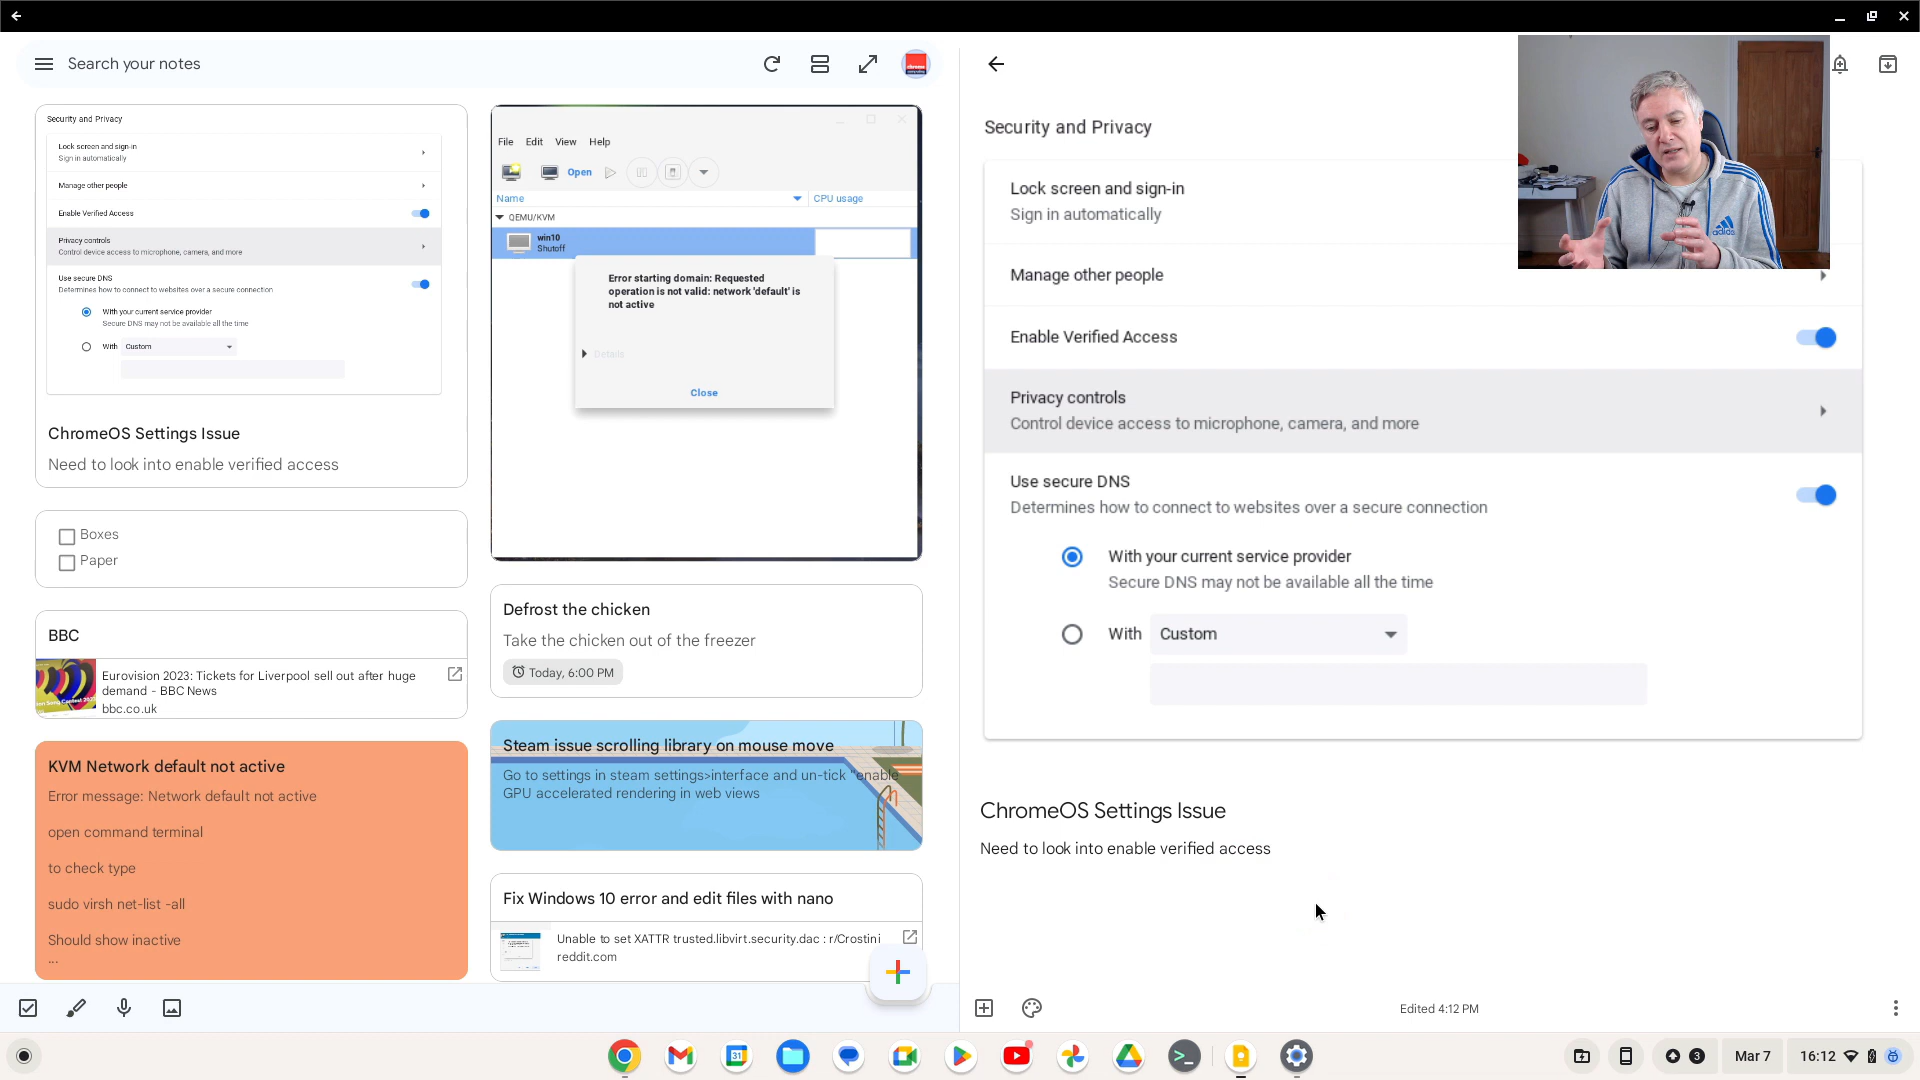 Search your notes
Security and Privacy
Lock screen and sign-in
Sign in automatically
Manage other people
Enable Verified Access
Privacy controls
Control device access to microphone, camera, and more
Use secure DNS
Determines how to connect to websites over a secure connection
With your current service provider
Secure DNS may not be available all the time
With Custom
ChromeOS Settings Issue
Need to look into enable verified access
Boxes
Paper
BBC
Eurovision 2023: Tickets for Liverpool sell out after huge
demand - BBC News
bbc.co.uk
KVM Network default not active
Error message: Network default not active
open command terminal
to check type
sudo virsh net-list -all
Should show inactive
...
File Edit View Help
Open
Name CPU usage
QEMU/KVM
win10
Shutoff
Error starting domain: Requested
operation is not valid: network 'default' is
not active
Details
Close
Defrost the chicken
Take the chicken out of the freezer
Today, 6:00 PM
Steam issue scrolling library on mouse move
Go to settings in steam settings>interface and un-tick "enable
GPU accelerated rendering in web views
Fix Windows 10 error and edit files with nano
Unable to set XATTR trusted.libvirt.security.dac : r/Crostini
reddit.com
Security and Privacy
Lock screen and sign-in
Sign in automatically
Manage other people
Enable Verified Access
Privacy controls
Control device access to microphone, camera, and more
Use secure DNS
Determines how to connect to websites over a secure connection
With your current service provider
Secure DNS may not be available all the time
With Custom
ChromeOS Settings Issue
Need to look into enable verified access
Edited 4:12 PM
adidas
31
3
Mar 7
16:12